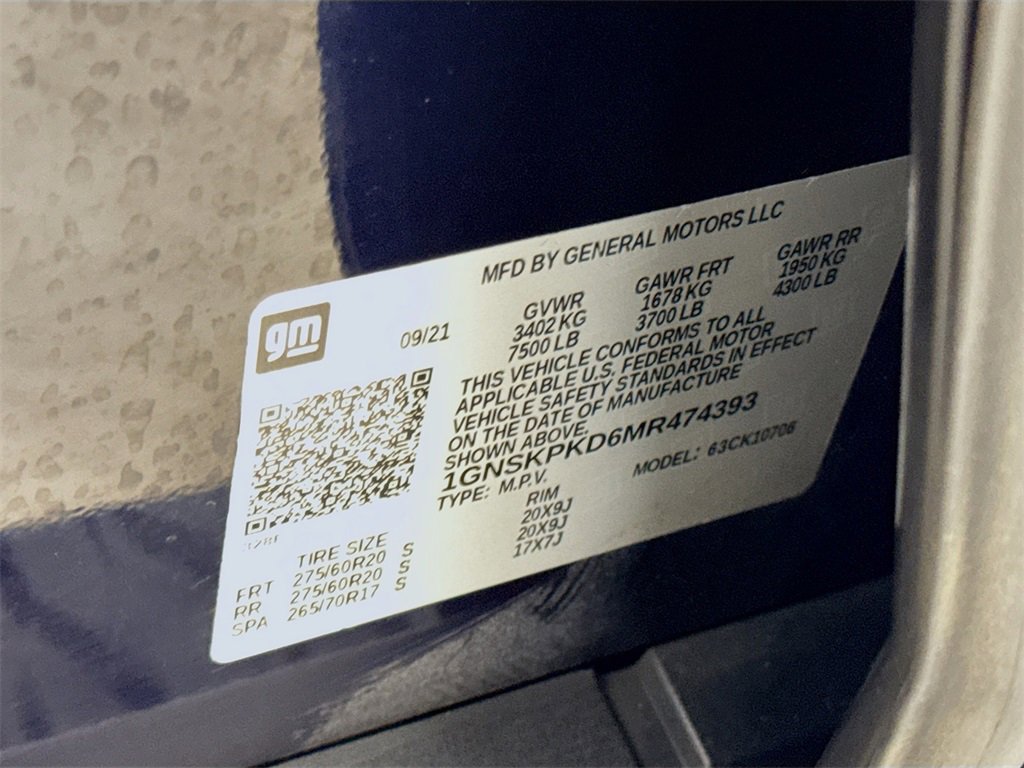 MFD BY GENERAL MOTORS LLC
gm
09/21
GVWR GAWR FRT GAWR RR
3402 KG 1678 KG 1950 KG
7500 LB 3700 LB 4300 LB
THIS VEHICLE CONFORMS TO ALL
APPLICABLE U.S. FEDERAL MOTOR
VEHICLE SAFETY STANDARDS IN EFFECT
ON THE DATE OF MANUFACTURE
SHOWN ABOVE.
1GNSKPKD6MR474393
TYPE: M.P.V. MODEL: 63CK10706
TIRE SIZE RIM
FRT 275/60R20 S 20X9J
RR 275/60R20 S 20X9J
SPA 265/70R17 S 17X7J